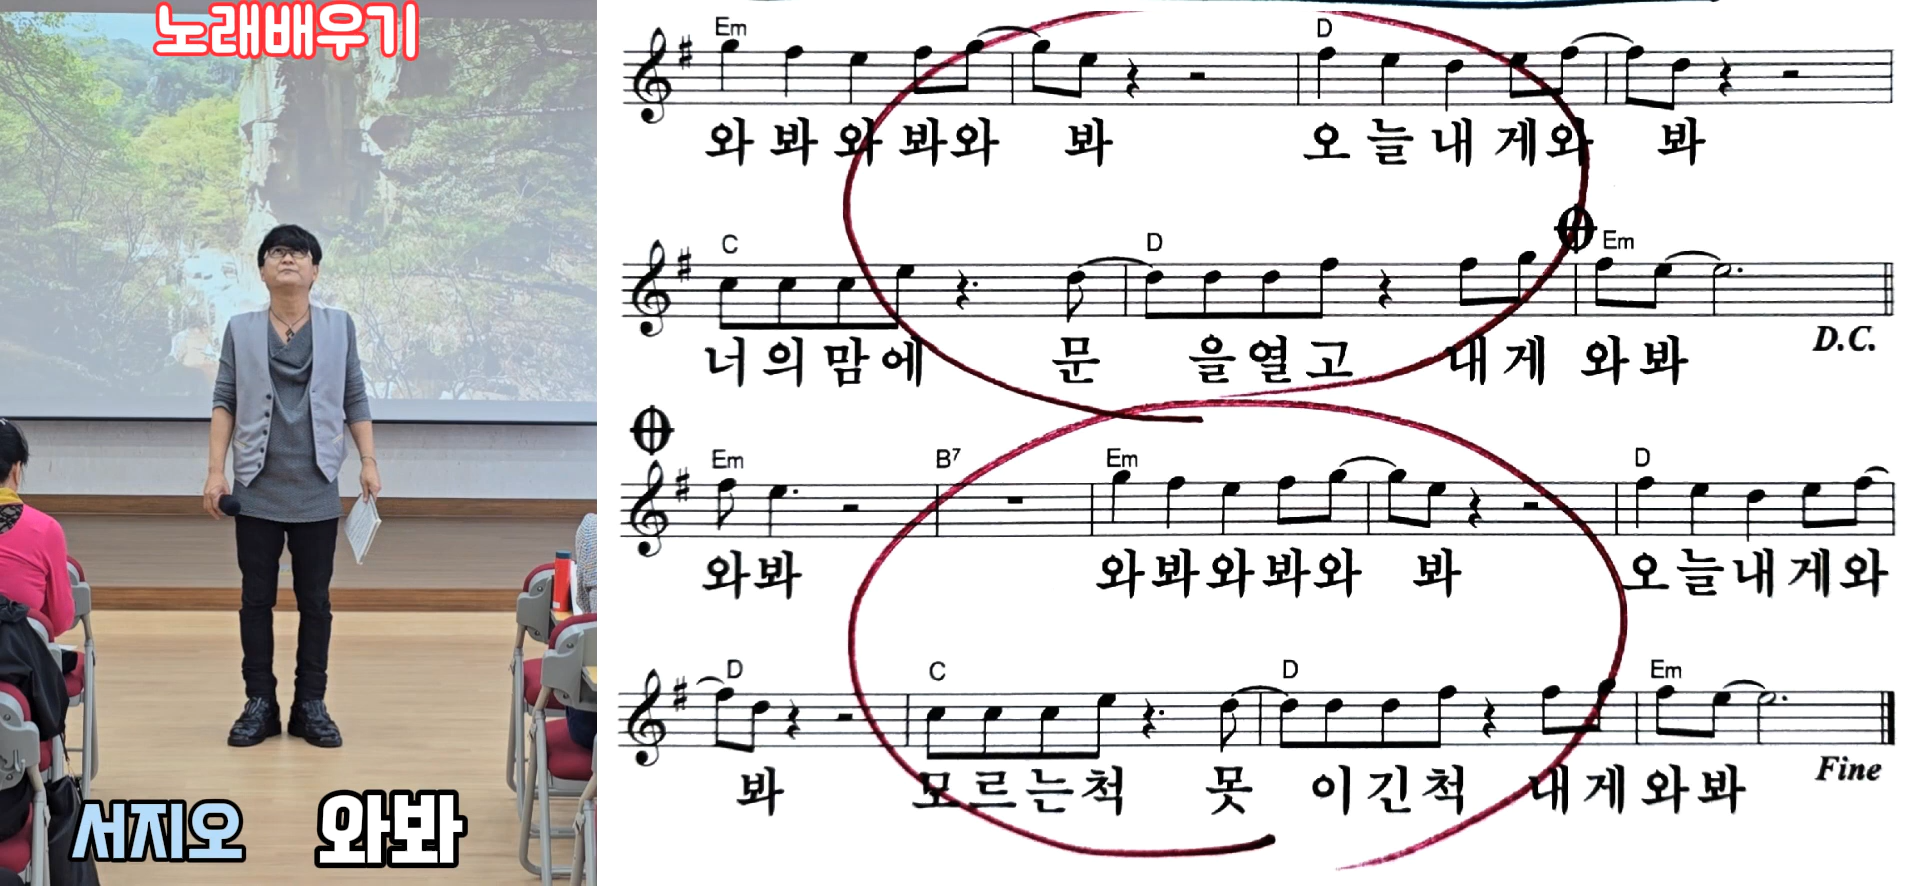 노래배우기
서지오 와봐
Em D
와 봐 와 봐 와 봐 오 늘 내 게 와 봐
C D Em
너 의 맘 에 문 을 열 고 내 게 와 봐
D.C.
Em B7 Em D
와 봐 와 봐 와 봐 와 봐 오 늘 내 게 와
D C D Em
봐 모 르 는 척 못 이 긴 척 내 게 와 봐
Fine